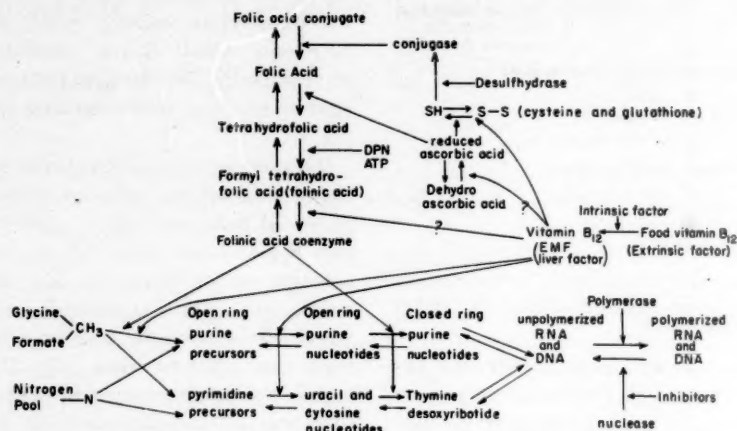 Folic acid conjugate
conjugase
Folic Acid
Desulfhydrase
SH S-S (cysteine and glutathione)
Tetrahydrofolic acid
DPN
ATP
reduced
ascorbic acid
Formyl tetrahydro-
folic acid (folinic acid)
Dehydro
ascorbic acid
?
?
Folinic acid coenzyme
Intrinsic factor
Vitamin B12 Food vitamin B12
(EMF
liver factor) (Extrinsic factor)
Glycine
Formate CH3
Open ring
purine
precursors
Open ring
purine
nucleotides
Closed ring
purine
nucleotides
Polymerase
unpolymerized
RNA
and
DNA
polymerized
RNA
and
DNA
Nitrogen
Pool N
pyrimidine
precursors
uracil and
cytosine
nucleotides
Thymine
desoxyribotide
Inhibitors
nuclease